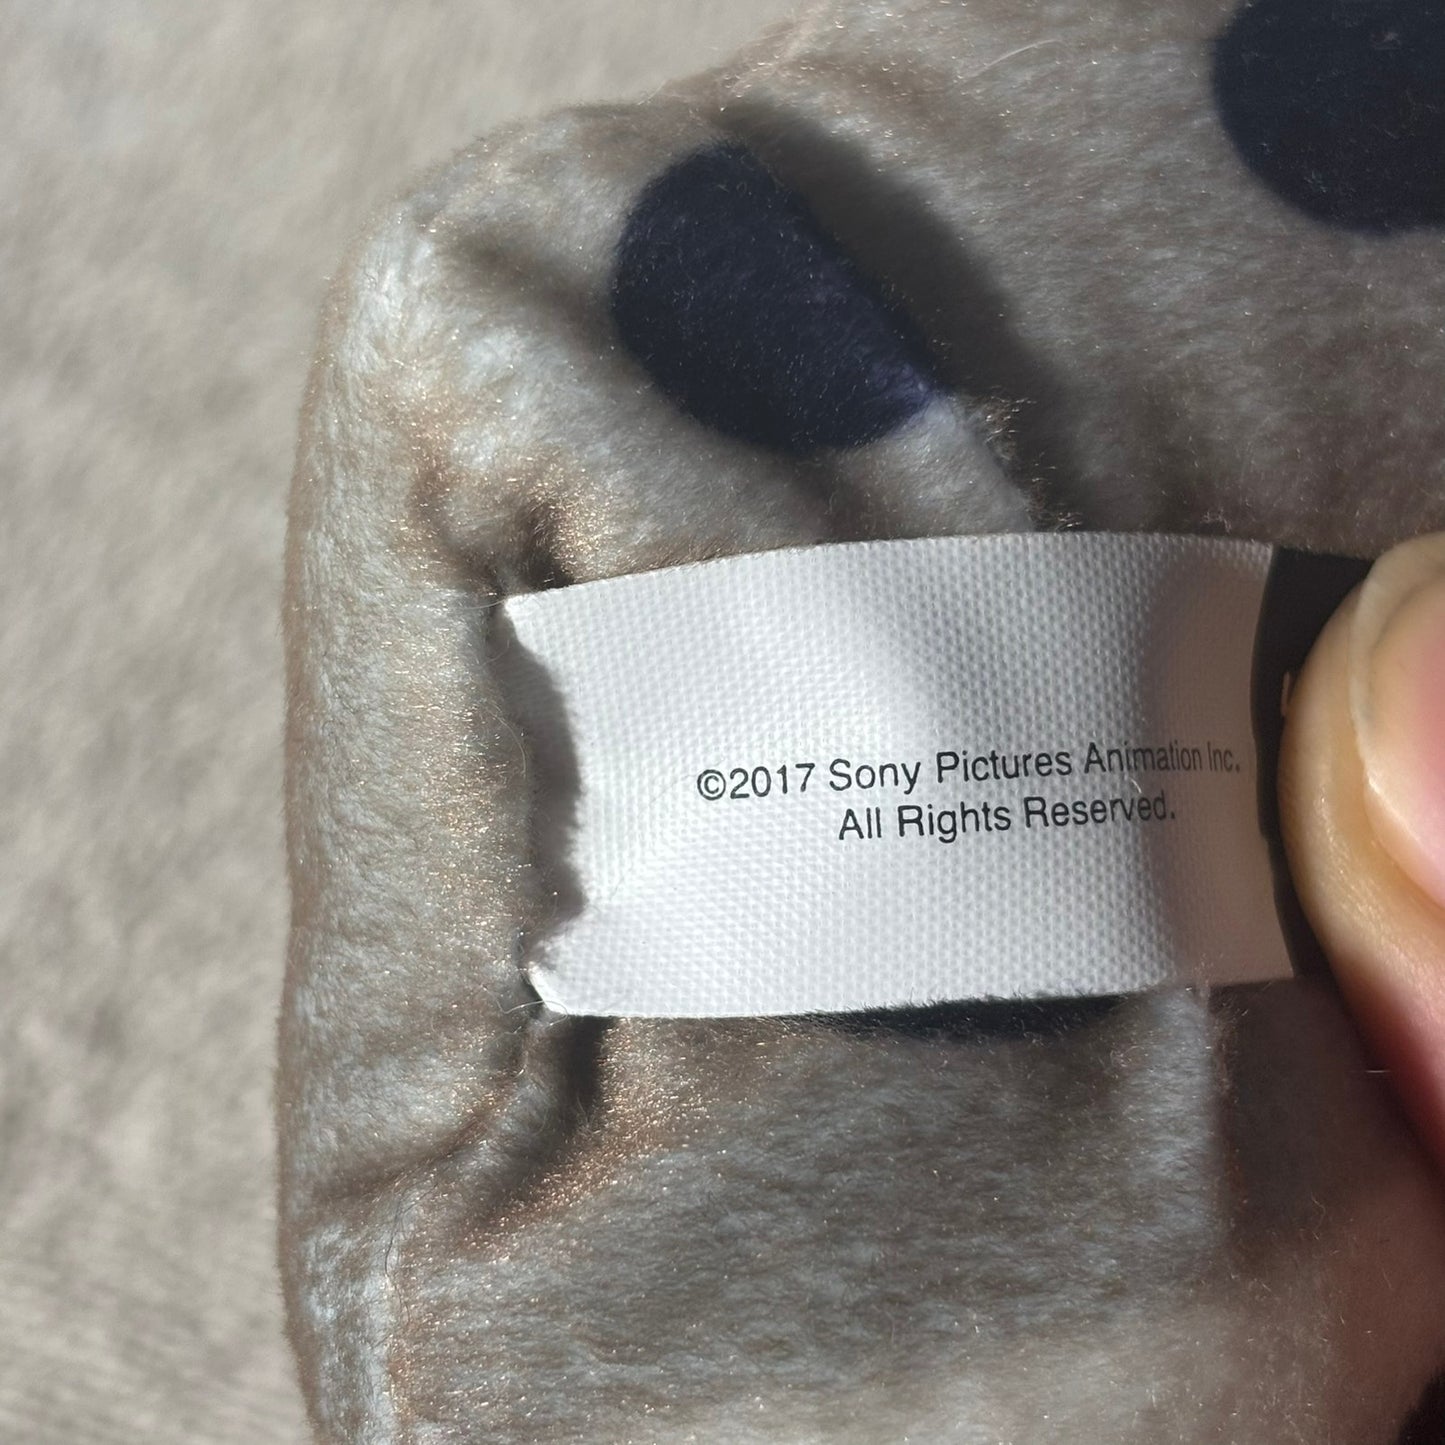 ©2017 Sony Pictures Animation Inc.
All Rights Reserved.